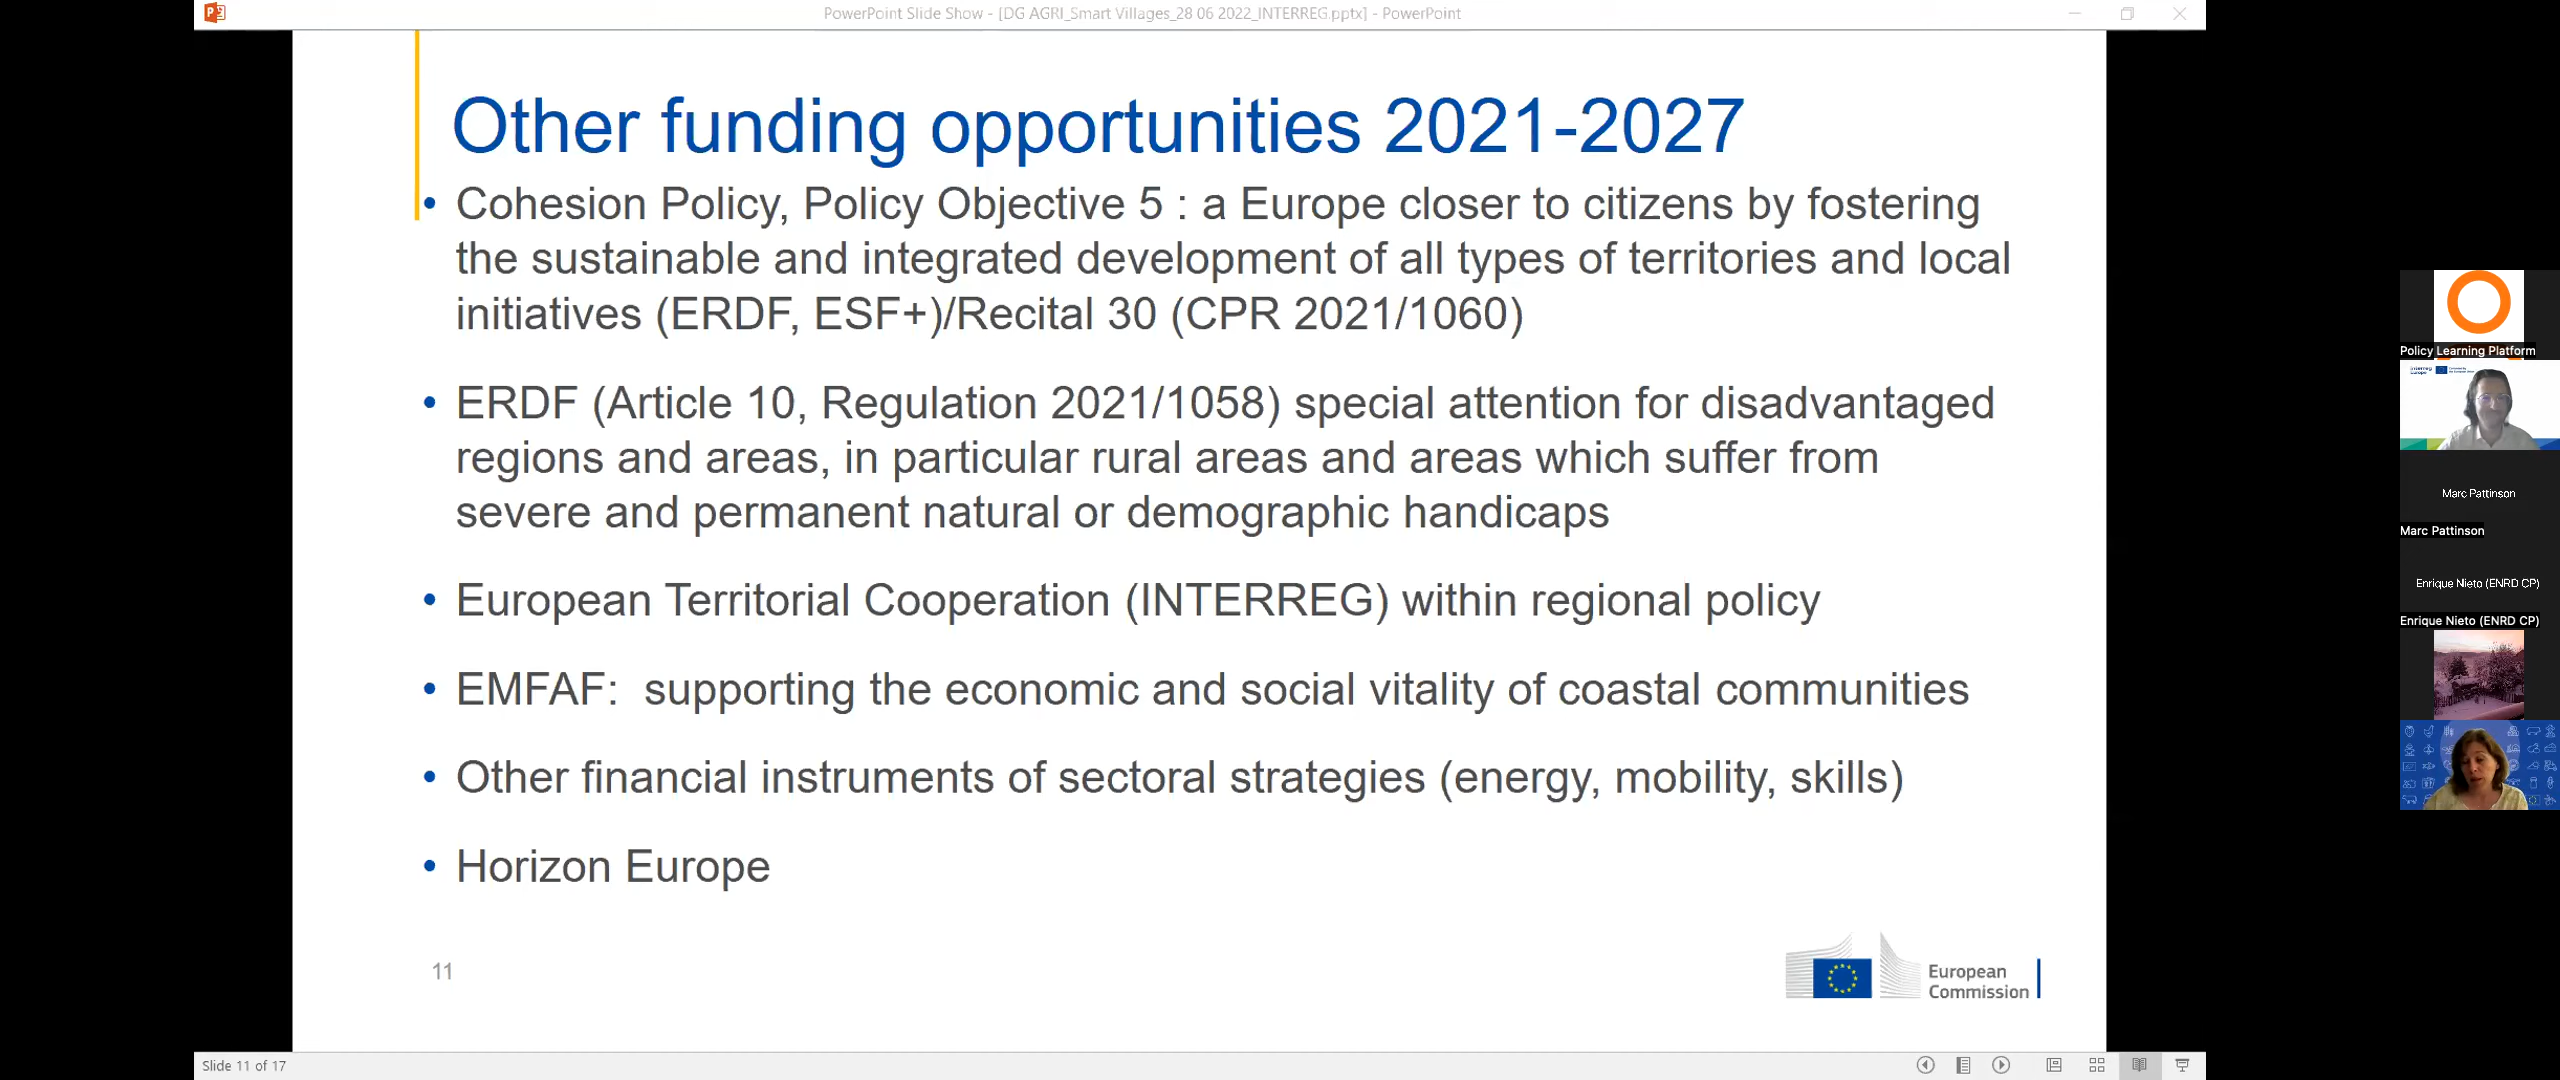 PowerPoint Slide Show - [DG AGRI_Smart Villages_28 06 2022_INTERREG.pptx] - PowerPoint
Other funding opportunities 2021-2027
• Cohesion Policy, Policy Objective 5 : a Europe closer to citizens by fostering
the sustainable and integrated development of all types of territories and local
initiatives (ERDF, ESF+)/Recital 30 (CPR 2021/1060)
• ERDF (Article 10, Regulation 2021/1058) special attention for disadvantaged
regions and areas, in particular rural areas and areas which suffer from
severe and permanent natural or demographic handicaps
• European Territorial Cooperation (INTERREG) within regional policy
• EMFAF:  supporting the economic and social vitality of coastal communities
• Other financial instruments of sectoral strategies (energy, mobility, skills)
• Horizon Europe
11
European
Commission
Slide 11 of 17
Policy Learning Platform
Interreg
Europe
Marc Pattinson
Marc Pattinson
Enrique Nieto (ENRD CP)
Enrique Nieto (ENRD CP)